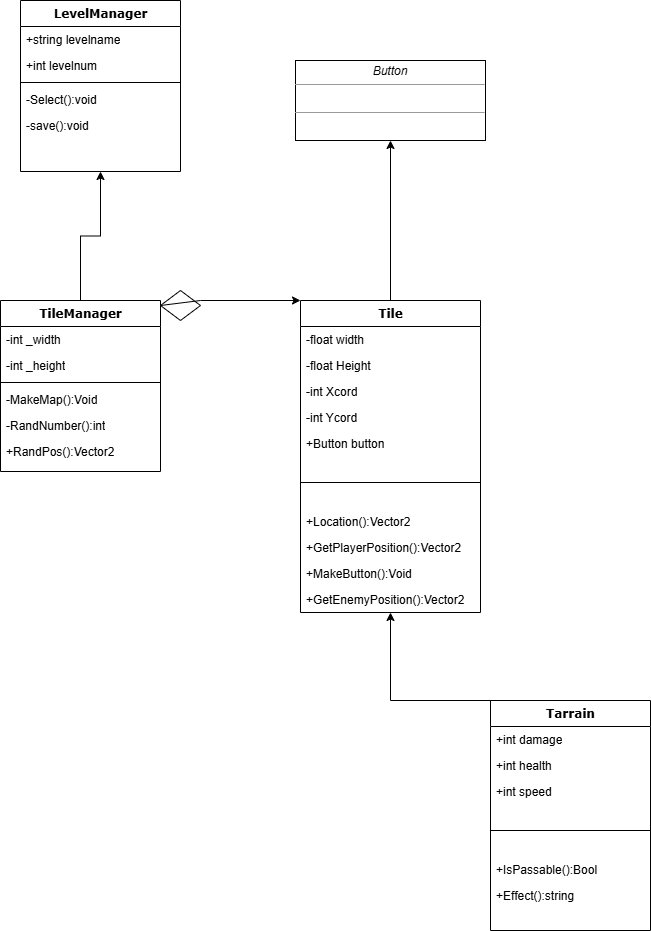 LevelManager
+string levelname
+int levelnum
-Select():void
-save():void
Button
TileManager
-int _width
-int _height
-MakeMap():Void
-RandNumber():int
+RandPos():Vector2
Tile
-float width
-float Height
-int Xcord
-int Ycord
+Button button
+Location():Vector2
+GetPlayerPosition():Vector2
+MakeButton():Void
+GetEnemyPosition():Vector2
Tarrain
+int damage
+int health
+int speed
+IsPassable():Bool
+Effect():string